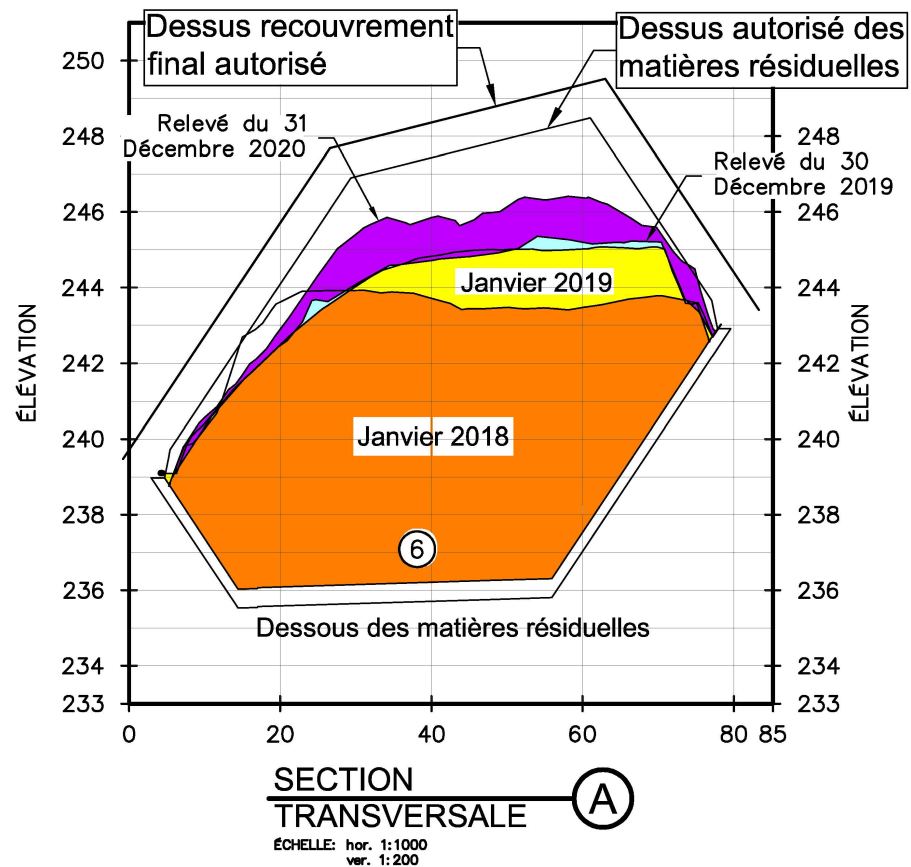 Dessus recouvrement
final autorisé
Dessus autorisé des
matières résiduelles
Relevé du 31
Décembre 2020
Relevé du 30
Décembre 2019
250
248
246
244
242
240
238
236
234
233
248
246
244
242
240
238
236
234
233
ÉLÉVATION
ÉLÉVATION
Janvier 2019
Janvier 2018
6
Dessous des matières résiduelles
0 20 40 60 80 85
SECTION
TRANSVERSALE
A
ÉCHELLE: hor. 1:1000
ver. 1:200